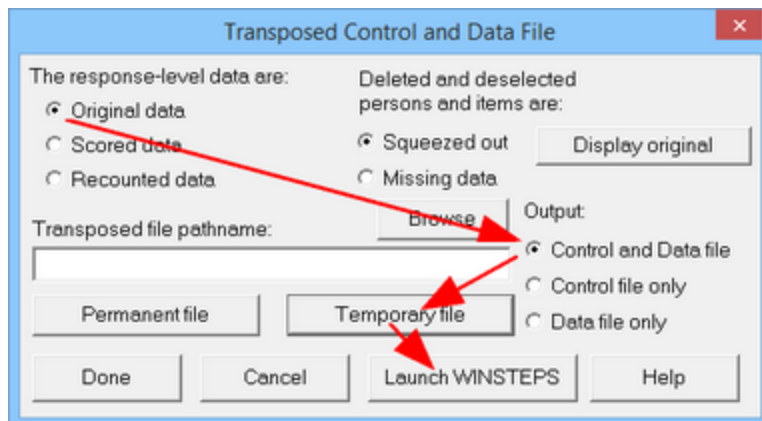 Transposed Control and Data File
×
The response-level data are:
Original data
Scored data
Recounted data
Deleted and deselected
persons and items are:
Squeezed out
Missing data
Display original
Browse
Transposed file pathname:
Output:
Control and Data file
Control file only
Data file only
Permanent file
Temporary file
Done
Cancel
Launch WINSTEPS
Help